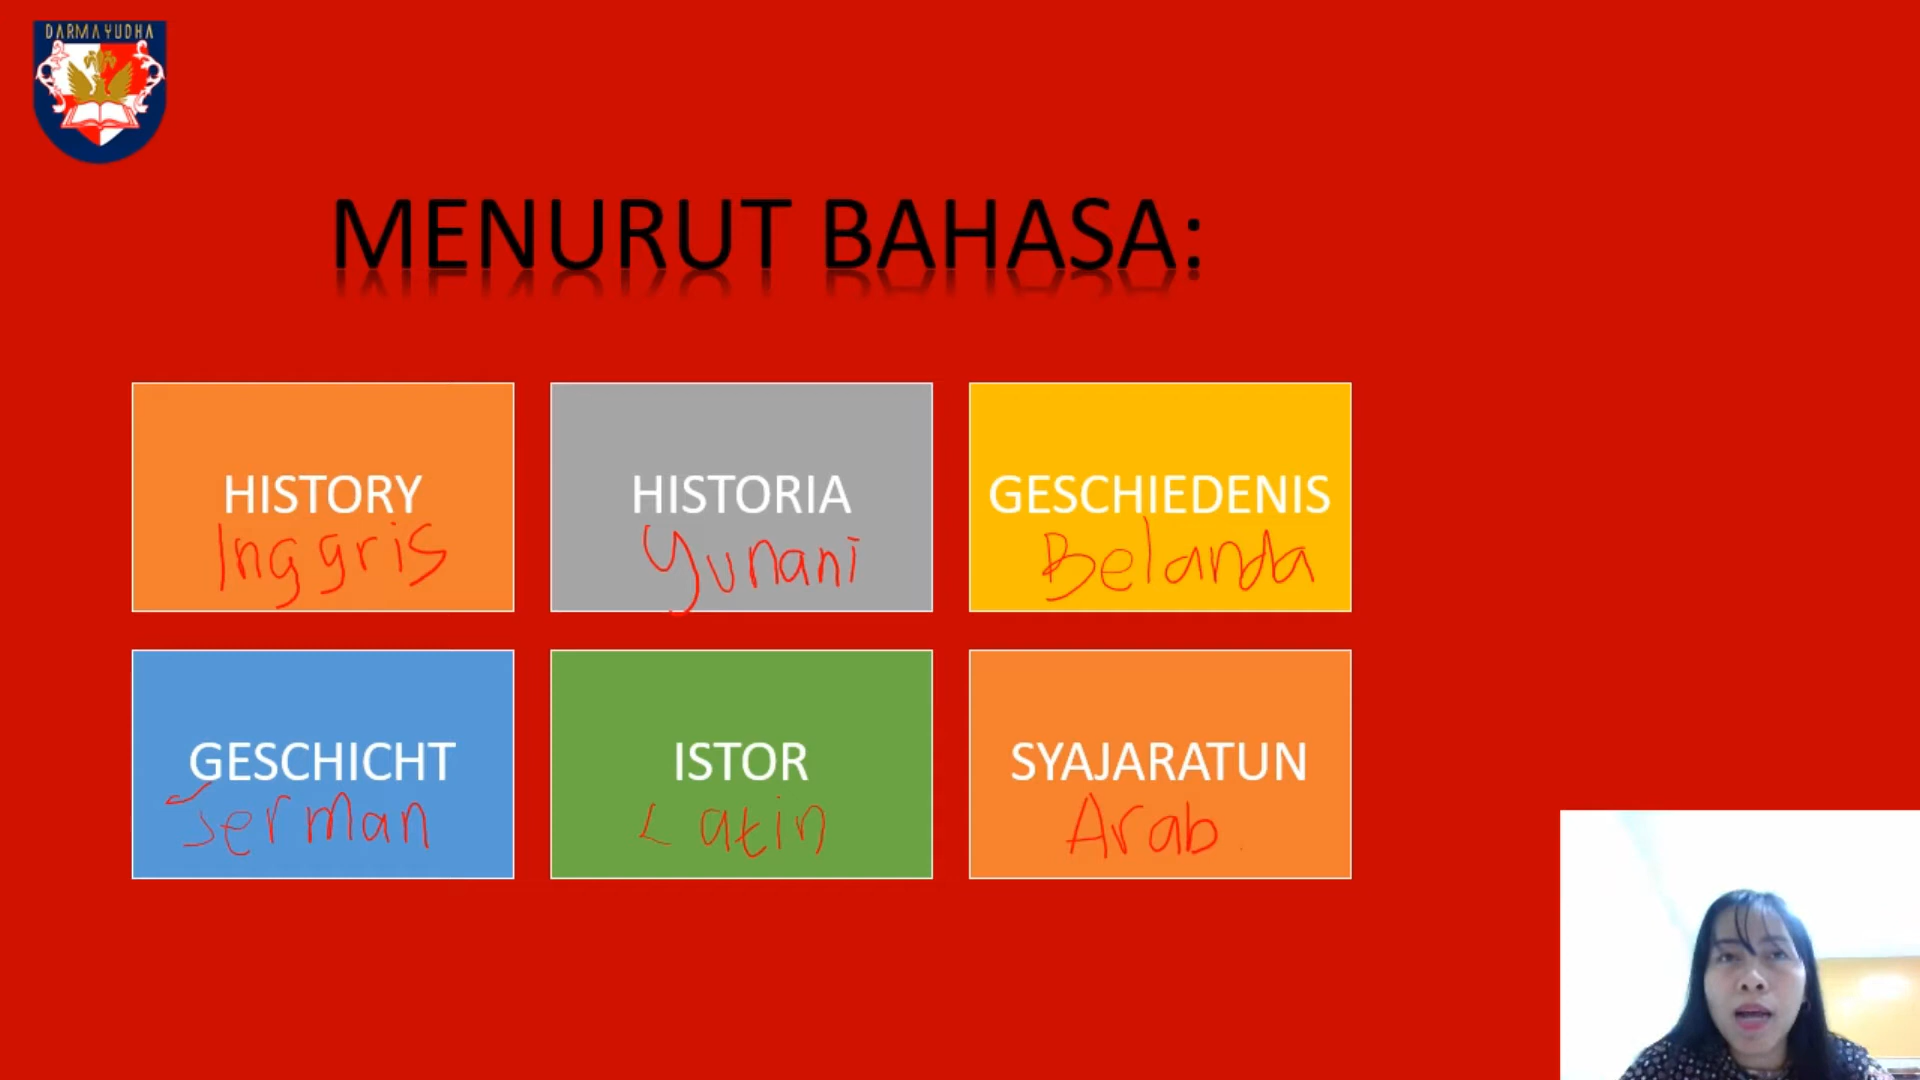 DARMA YUDHA
MENURUT BAHASA:
HISTORY
Inggris
HISTORIA
Yunani
GESCHIEDENIS
Belanda
GESCHICHT
Jerman
ISTOR
Latin
SYAJARATUN
Arab